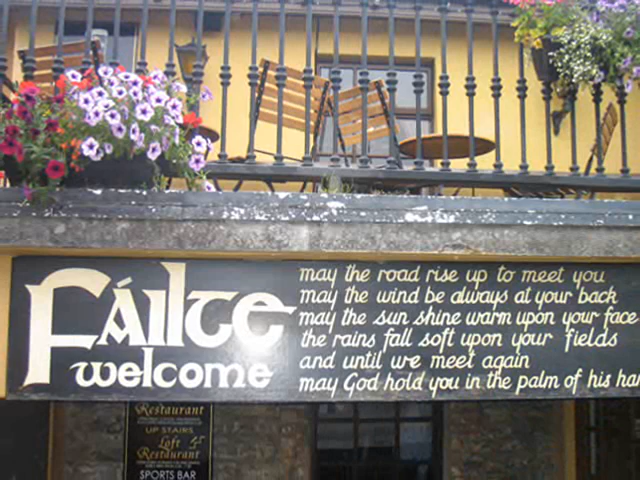 Fáilte
welcome
may the road rise up to meet you
may the wind be always at your back
may the sun shine warm upon your face
the rains fall soft upon your fields
and until we meet again
may God hold you in the palm of his han
Restaurant
UP STAIRS
Loft
Restaurant
SPORTS BAR